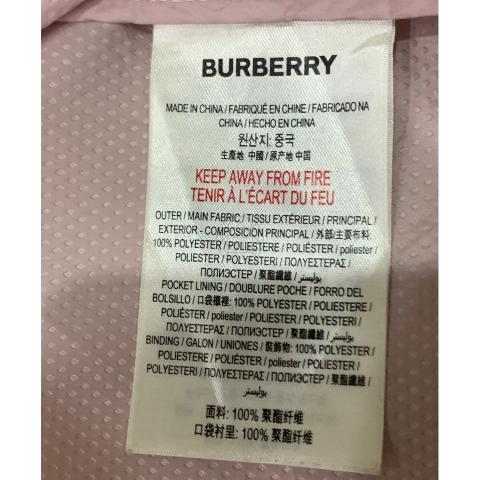 BURBERRY
MADE IN CHINA / FABRIQUÉ EN CHINE / FABRICADO NA
CHINA / HECHO EN CHINA
원산지: 중국
生產地 中國 / 原产地 中国
KEEP AWAY FROM FIRE
TENIR À L'ÉCART DU FEU
OUTER / MAIN FABRIC / TISSU EXTÉRIEUR / PRINCIPAL /
EXTERIOR - COMPOSICION PRINCIPAL / 外部/主要布料:
100% POLYESTER / POLIESTERE / POLIÉSTER / poliester /
POLIESTER / POLYESTERI / ΠΟΛΥΕΣΤΕΡΑΣ /
ПОЛИЭСТЕР / 聚酯纖維 / بوليستر
POCKET LINING / DOUBLURE POCHE / FORRO DEL
BOLSILLO / 口袋襯裡: 100% POLYESTER / POLIESTERE /
POLIÉSTER / poliester / POLIESTER / POLYESTERI /
ΠΟΛΥΕΣΤΕΡΑΣ / ПОЛИЭСТЕР / 聚酯纖維 / بوليستر
BINDING / GALON / UNIONES / 裝飾物: 100% POLYESTER /
POLIESTERE / POLIÉSTER / poliester / POLIESTER /
POLYESTERI / ΠΟΛΥΕΣΤΕΡΑΣ / ПОЛИЭСТЕР / 聚酯纖維 /
بوليستر
面料: 100% 聚酯纤维
口袋衬里: 100% 聚酯纤维